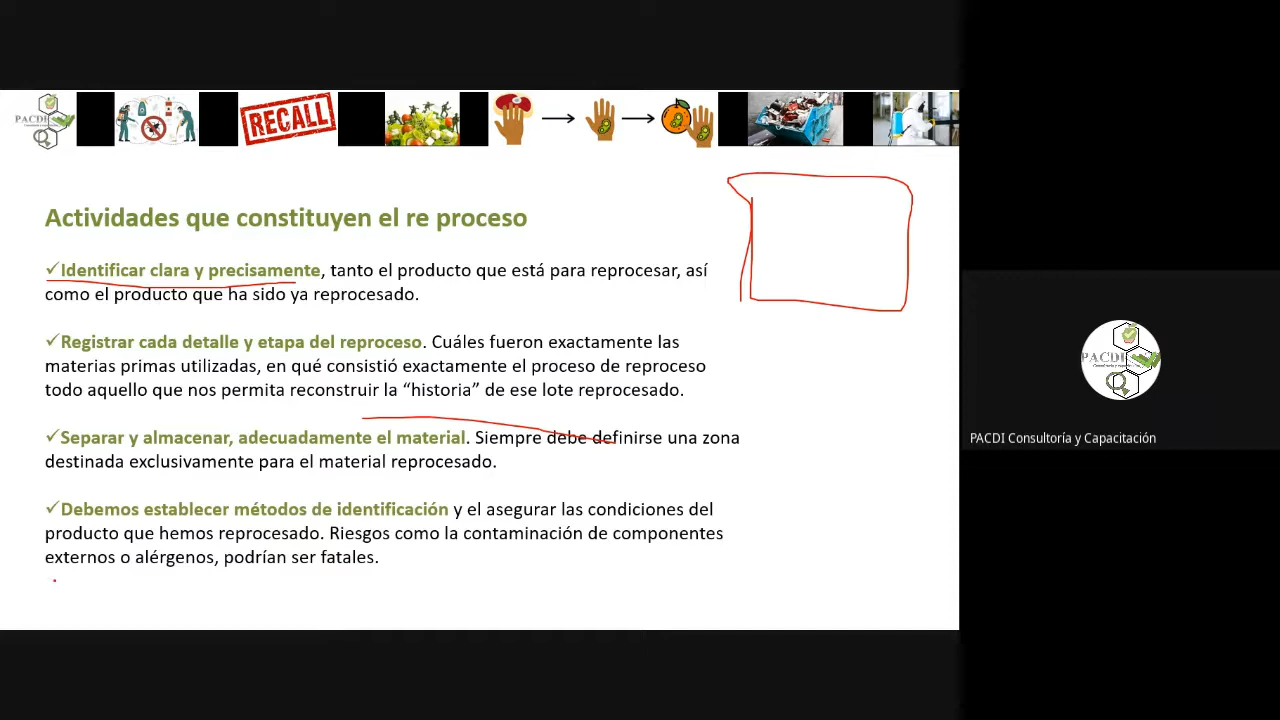 PACDI
RECALL
Actividades que constituyen el re proceso
✓Identificar clara y precisamente, tanto el producto que está para reprocesar, así
como el producto que ha sido ya reprocesado.
✓Registrar cada detalle y etapa del reproceso. Cuáles fueron exactamente las
materias primas utilizadas, en qué consistió exactamente el proceso de reproceso
todo aquello que nos permita reconstruir la “historia” de ese lote reprocesado.
✓Separar y almacenar, adecuadamente el material. Siempre debe definirse una zona
destinada exclusivamente para el material reprocesado.
✓Debemos establecer métodos de identificación y el asegurar las condiciones del
producto que hemos reprocesado. Riesgos como la contaminación de componentes
externos o alérgenos, podrían ser fatales.
PACDI
PACDI Consultoría y Capacitación